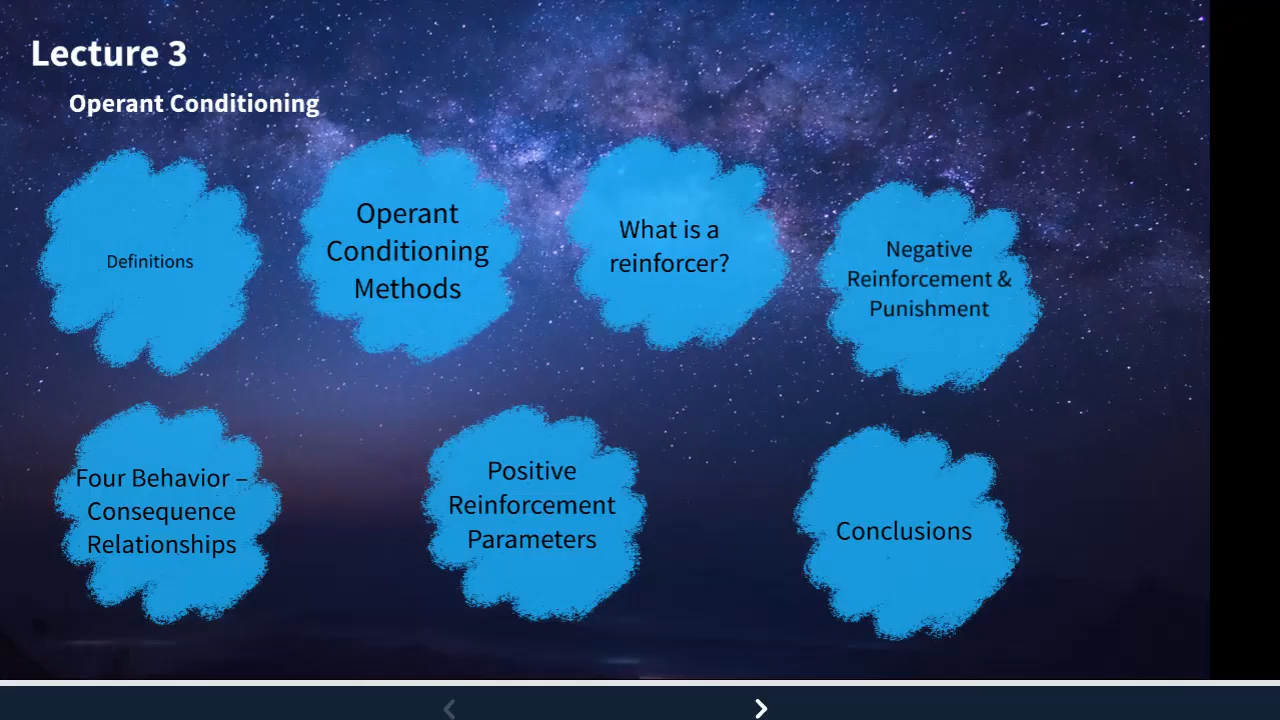 Lecture 3
Operant Conditioning
Definitions
Operant
Conditioning
Methods
What is a
reinforcer?
Negative
Reinforcement &
Punishment
Four Behavior –
Consequence
Relationships
Positive
Reinforcement
Parameters
Conclusions